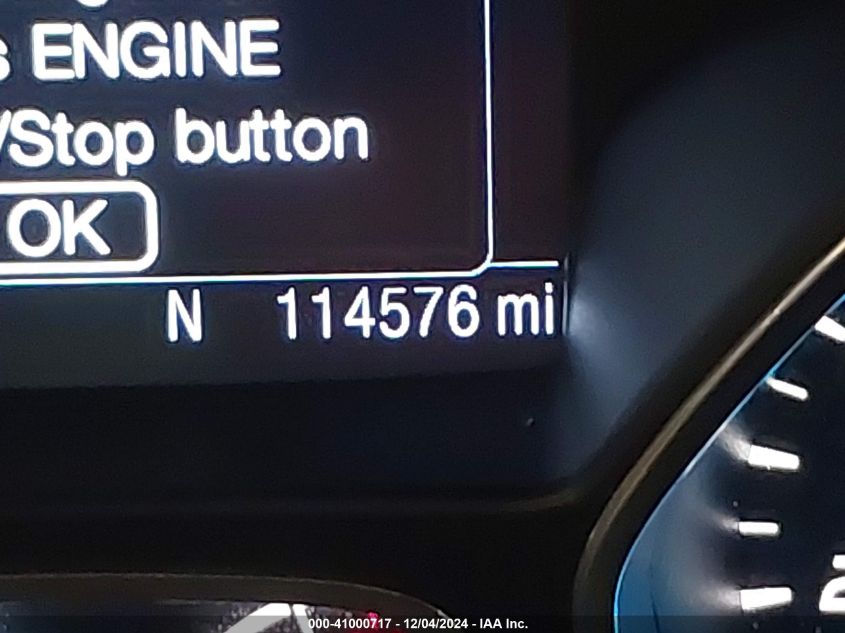 s ENGINE
/Stop button
OK
N 114576 mi
000-41000717 - 12/04/2024 - IAA Inc.